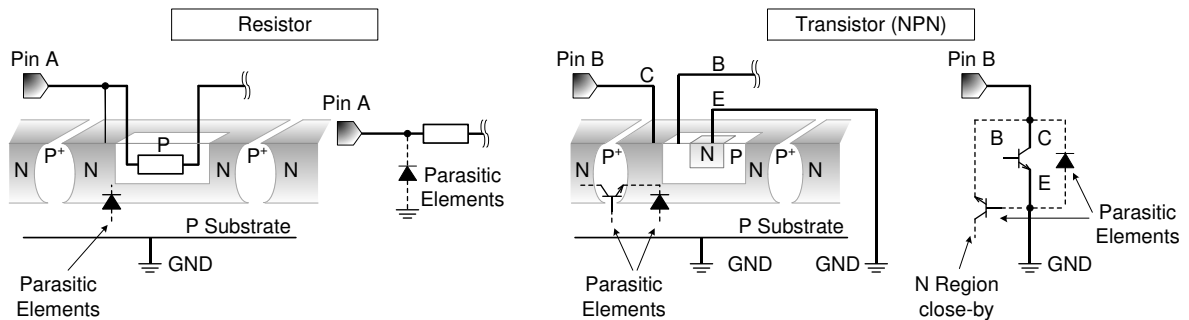 Resistor
Transistor (NPN)
Pin A
Pin A
N
P+
N
P
N
P+
N
Parasitic
Elements
P Substrate
GND
Parasitic
Elements
Pin B
C
B
E
N
P+
N
N
P
N
P+
N
P Substrate
GND
GND
Parasitic
Elements
Pin B
B
C
E
Parasitic
Elements
GND
N Region
close-by